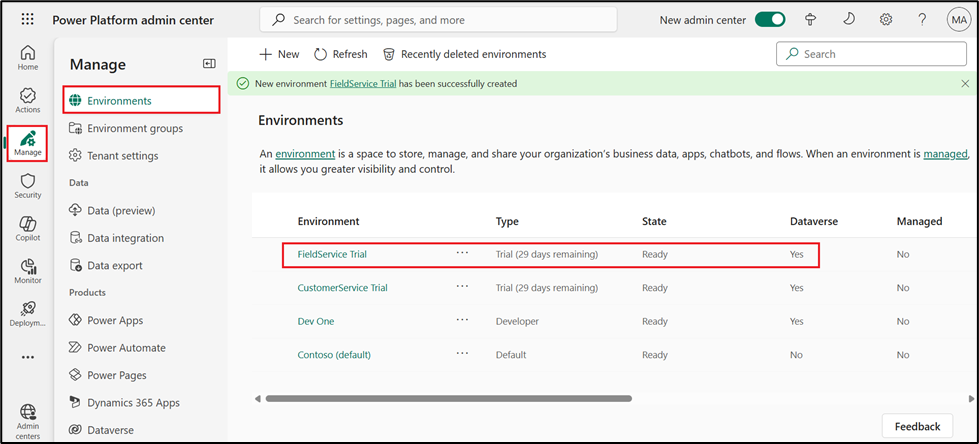 Power Platform admin center
Search for settings, pages, and more
New admin center
MA
Home
Actions
Manage
Security
Copilot
Monitor
Deploym...
Admin
centers
Manage
Environments
Environment groups
Tenant settings
Data
Data (preview)
Data integration
Data export
Products
Power Apps
Power Automate
Power Pages
Dynamics 365 Apps
Dataverse
New
Refresh
Recently deleted environments
Search
New environment FieldService Trial has been successfully created
Environments
An environment is a space to store, manage, and share your organization's business data, apps, chatbots, and flows. When an environment is managed,
it allows you greater visibility and control.
Environment Type State Dataverse Managed
FieldService Trial ... Trial (29 days remaining) Ready Yes No
CustomerService Trial ... Trial (29 days remaining) Ready Yes No
Dev One ... Developer Ready Yes No
Contoso (default) ... Default Ready No No
Feedback